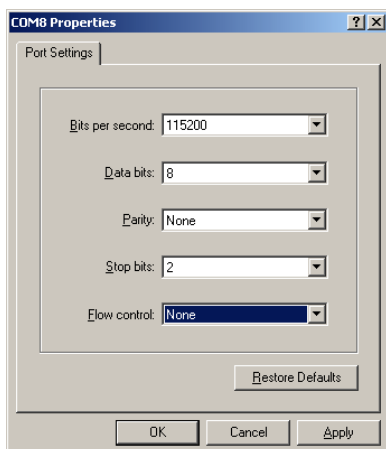 COM8 Properties
Port Settings
Bits per second: 115200
Data bits: 8
Parity: None
Stop bits: 2
Flow control: None
Restore Defaults
OK Cancel Apply